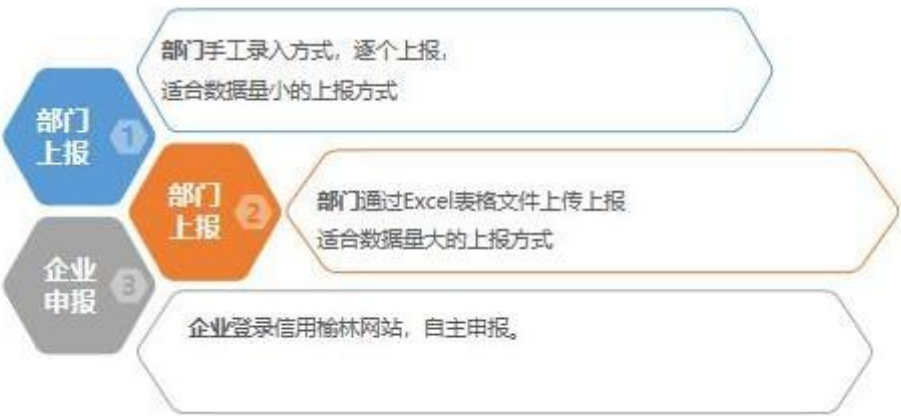 部门
上报
1
部门手工录入方式，逐个上报，
适合数据量小的上报方式
部门
上报
2
部门通过Excel表格文件上传上报
适合数据量大的上报方式
企业
申报
3
企业登录信用榆林网站，自主申报。